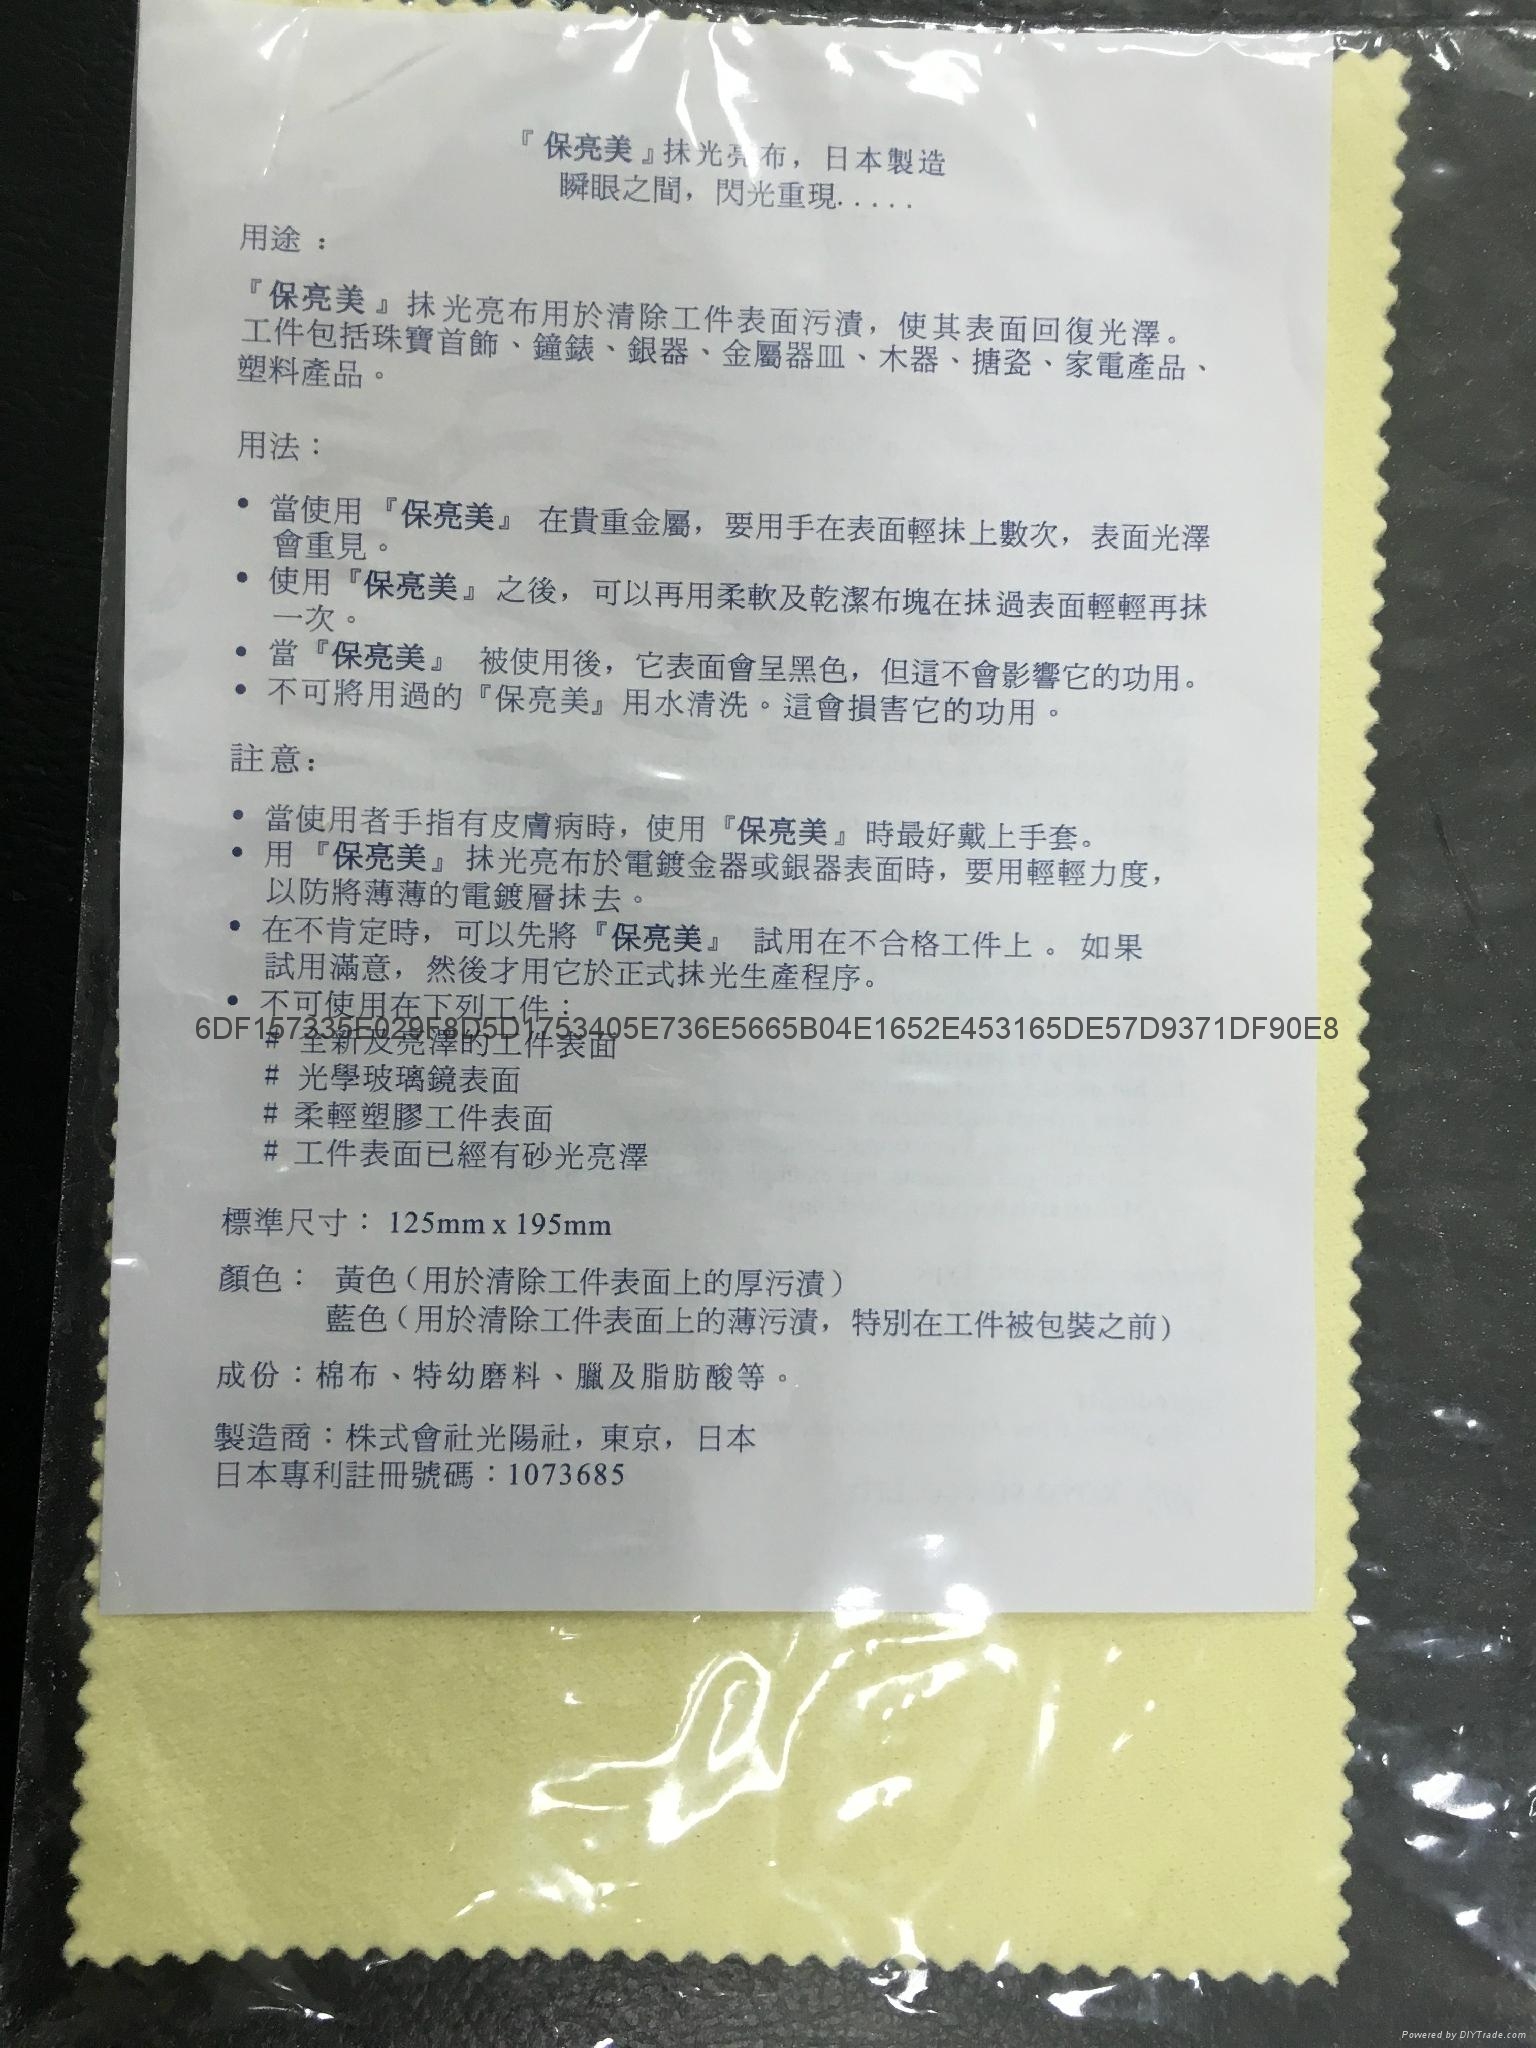 『保亮美』抹光亮布，日本製造
瞬眼之間，閃光重現.....
用途：
『保亮美』抹光亮布用於清除工件表面污漬，使其表面回復光澤。
工件包括珠寶首飾、鐘錶、銀器、金屬器皿、木器、搪瓷、家電產品、
塑料產品。
用法：
• 當使用『保亮美』在貴重金屬，要用手在表面輕抹上數次，表面光澤
會重見。
• 使用『保亮美』之後，可以再用柔軟及乾潔布塊在抹過表面輕輕再抹
一次。
• 當『保亮美』 被使用後，它表面會呈黑色，但這不會影響它的功用。
• 不可將用過的『保亮美』用水清洗。這會損害它的功用。
註意：
• 當使用者手指有皮膚病時，使用『保亮美』時最好戴上手套。
• 用『保亮美』抹光亮布於電鍍金器或銀器表面時，要用輕輕力度，
以防將薄薄的電鍍層抹去。
• 在不肯定時，可以先將『保亮美』 試用在不合格工件上。如果
試用滿意，然後才用它於正式抹光生產程序。
• 不可使用在下列工件：
6DF157335E029F8D5D1753405E736E5665B04E1652E453165DE57D9371DF90E8
# 全新及亮澤的工件表面
# 光學玻璃鏡表面
# 柔輕塑膠工件表面
# 工件表面已經有砂光亮澤
標準尺寸： 125mm x 195mm
顏色： 黃色（用於清除工件表面上的厚污漬）
藍色（用於清除工件表面上的薄污漬，特別在工件被包裝之前）
成份：棉布、特幼磨料、臘及脂肪酸等。
製造商：株式會社光陽社，東京，日本
日本專利註冊號碼：1073685
Powered by DIYTrade.com